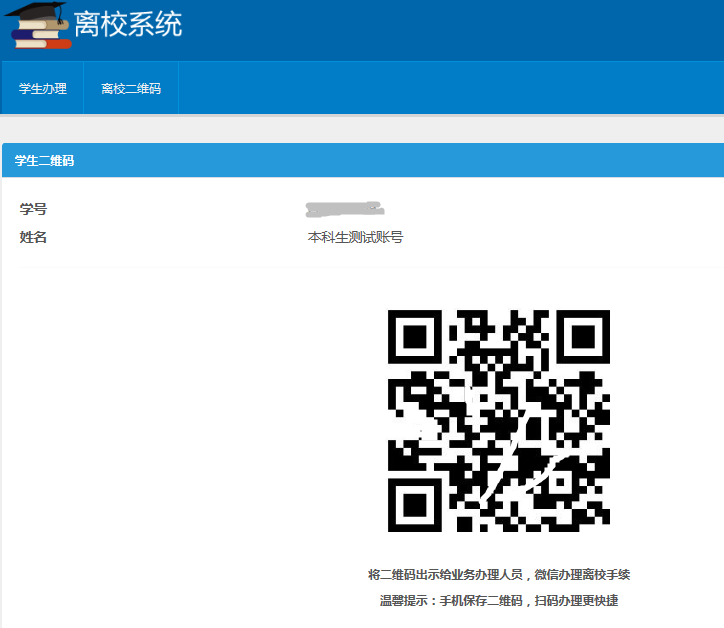 离校系统
学生办理 离校二维码
学生二维码
学号
姓名 本科生测试账号
将二维码出示给业务办理人员，微信办理离校手续
温馨提示：手机保存二维码，扫码办理更快捷